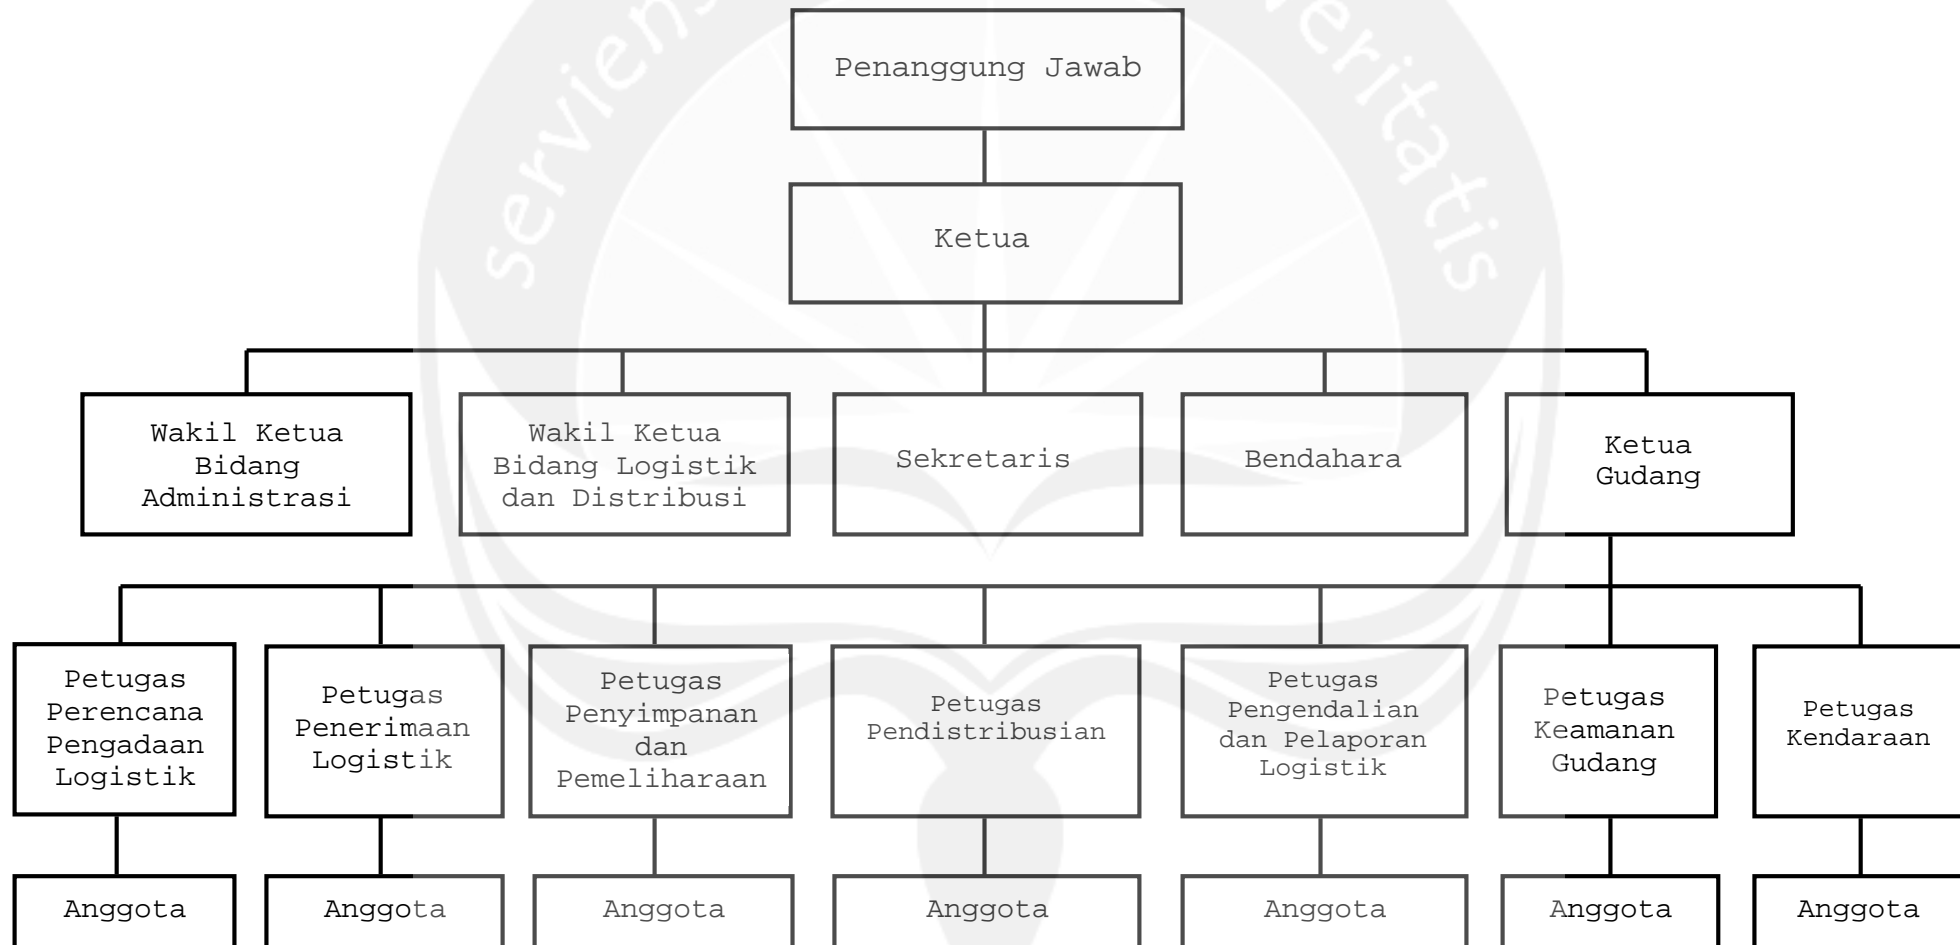 serviens
veritatis
Penanggung Jawab
Ketua
Wakil Ketua
Bidang
Administrasi
Wakil Ketua
Bidang Logistik
dan Distribusi
Sekretaris
Bendahara
Ketua
Gudang
Petugas
Perencana
Pengadaan
Logistik
Petugas
Penerimaan
Logistik
Petugas
Penyimpanan
dan
Pemeliharaan
Petugas
Pendistribusian
Petugas
Pengendalian
dan Pelaporan
Logistik
Petugas
Keamanan
Gudang
Petugas
Kendaraan
Anggota
Anggota
Anggota
Anggota
Anggota
Anggota
Anggota